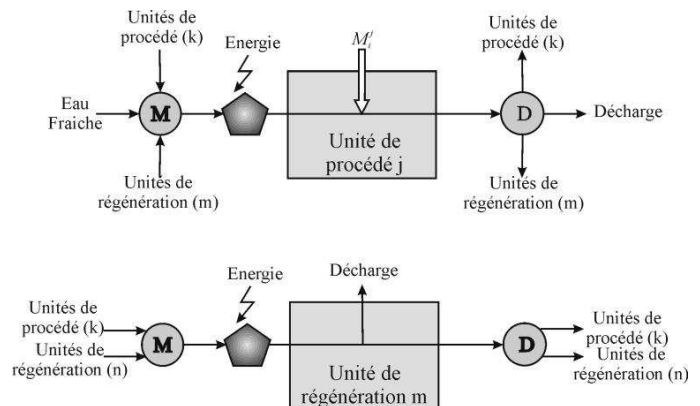 Unités de
procédé (k)
Energie
M_i^j
Unités de
procédé (k)
Eau
Fraiche
M
D
Décharge
Unité de
procédé j
Unités de
régénération (m)
Unités de
régénération (m)
Energie
Décharge
Unités de
procédé (k)
Unités de
régénération (n)
M
D
Unités de
procédé (k)
Unités de
régénération (n)
Unité de
régénération m